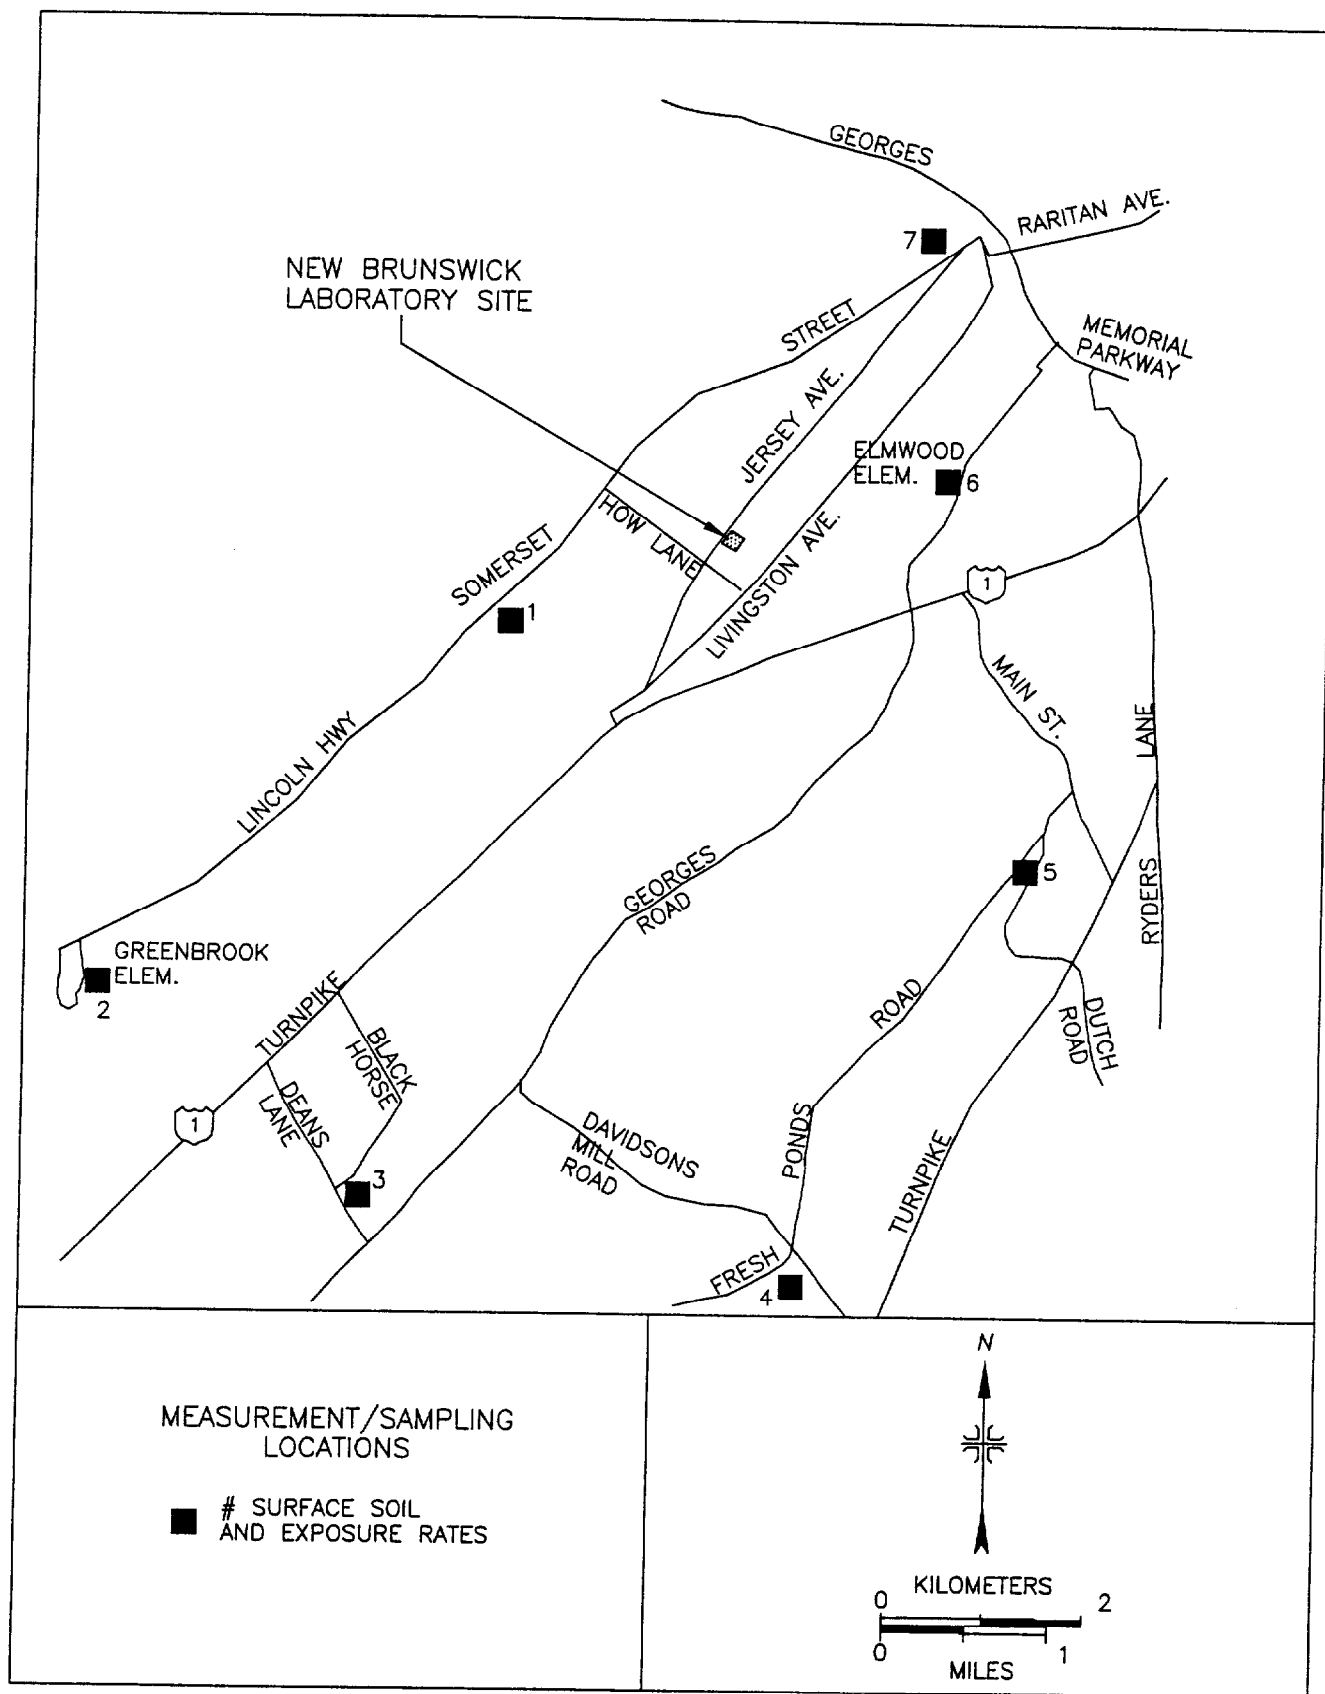 GEORGES
RARITAN AVE.
7
NEW BRUNSWICK
LABORATORY SITE
STREET
MEMORIAL
PARKWAY
JERSEY AVE.
ELMWOOD
ELEM.
6
HOW LANE
SOMERSET
LIVINGSTON AVE.
1
1
MAIN ST.
LANE
LINCOLN HWY
GEORGES
ROAD
5
RYDERS
GREENBROOK
ELEM.
2
TURNPIKE
ROAD
DUTCH
ROAD
BLACK
HORSE
1
DEANS
LANE
DAVIDSONS
MILL
ROAD
PONDS
TURNPIKE
3
FRESH
4
MEASUREMENT/SAMPLING
LOCATIONS
# SURFACE SOIL
AND EXPOSURE RATES
N
KILOMETERS
0 2
0 1
MILES